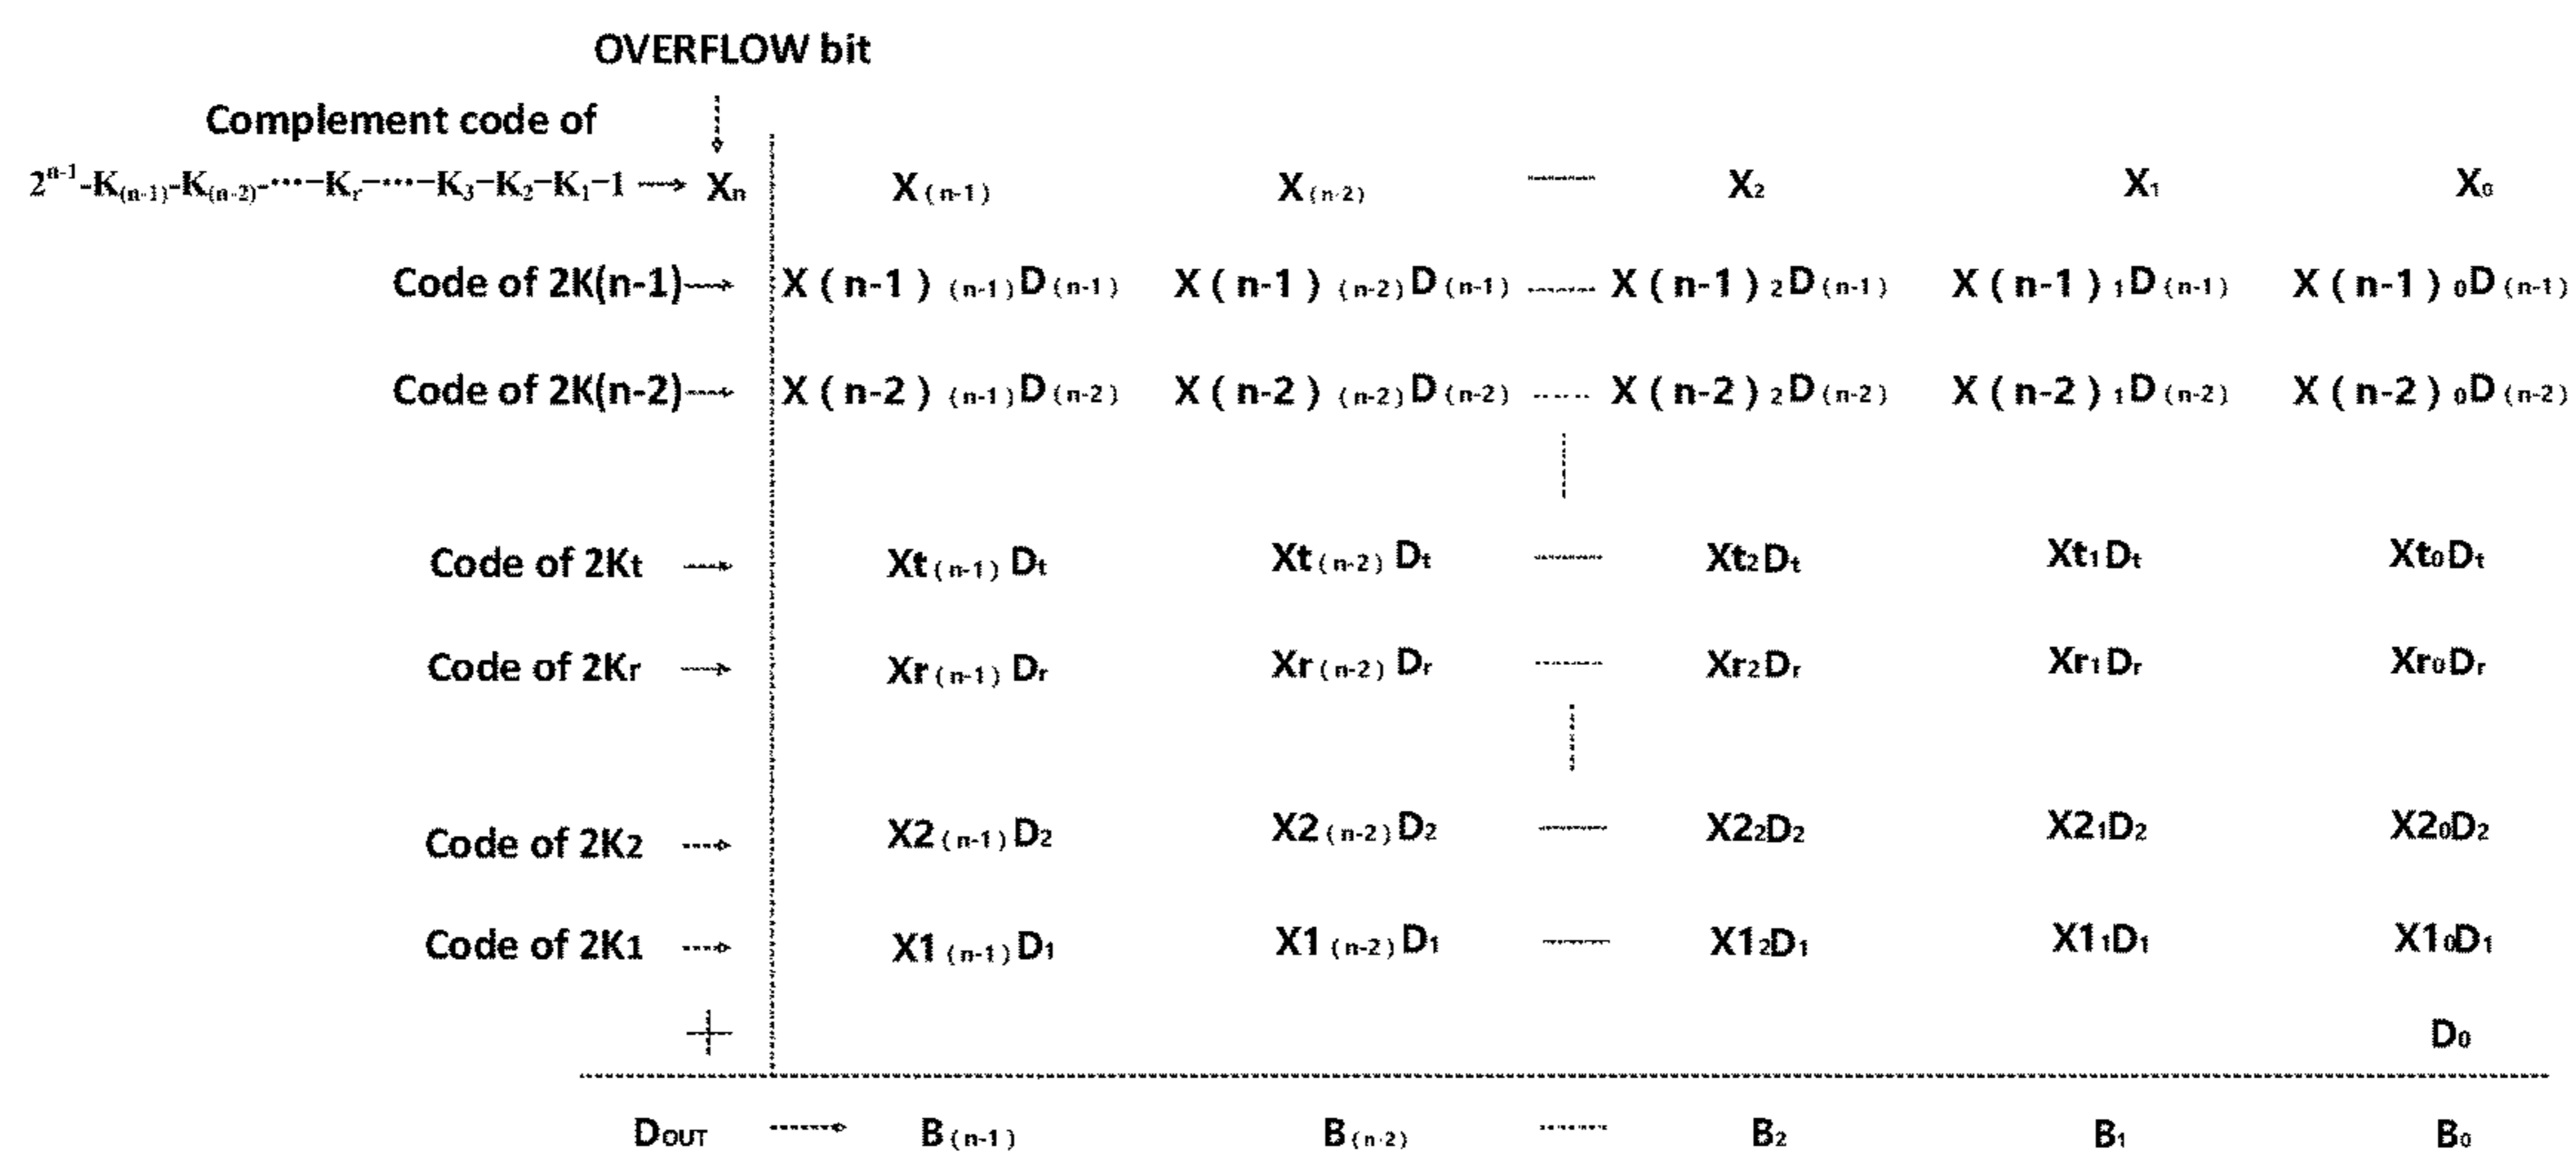 OVERFLOW bit
Complement code of
2ⁿ⁻¹-K₍ₙ₋₁₎-K₍ₙ₋₂₎-⋯−Kᵣ−⋯−K₃−K₂−K₁−1 → Xₙ X₍ₙ₋₁₎ X₍ₙ₋₂₎ X₂ X₁ X₀
Code of 2K(n-1) → X(n-1)₍ₙ₋₁₎D₍ₙ₋₁₎ X(n-1)₍ₙ₋₂₎D₍ₙ₋₁₎ X(n-1)₂D₍ₙ₋₁₎ X(n-1)₁D₍ₙ₋₁₎ X(n-1)₀D₍ₙ₋₁₎
Code of 2K(n-2) → X(n-2)₍ₙ₋₁₎D₍ₙ₋₂₎ X(n-2)₍ₙ₋₂₎D₍ₙ₋₂₎ X(n-2)₂D₍ₙ₋₂₎ X(n-2)₁D₍ₙ₋₂₎ X(n-2)₀D₍ₙ₋₂₎
Code of 2Kt → Xt₍ₙ₋₁₎Dₜ Xt₍ₙ₋₂₎Dₜ Xt₂Dₜ Xt₁Dₜ Xt₀Dₜ
Code of 2Kr → Xr₍ₙ₋₁₎Dᵣ Xr₍ₙ₋₂₎Dᵣ Xr₂Dᵣ Xr₁Dᵣ Xr₀Dᵣ
Code of 2K2 → X2₍ₙ₋₁₎D₂ X2₍ₙ₋₂₎D₂ X2₂D₂ X2₁D₂ X2₀D₂
Code of 2K1 → X1₍ₙ₋₁₎D₁ X1₍ₙ₋₂₎D₁ X1₂D₁ X1₁D₁ X1₀D₁
+ D₀
DOUT → B₍ₙ₋₁₎ B₍ₙ₋₂₎ B₂ B₁ B₀